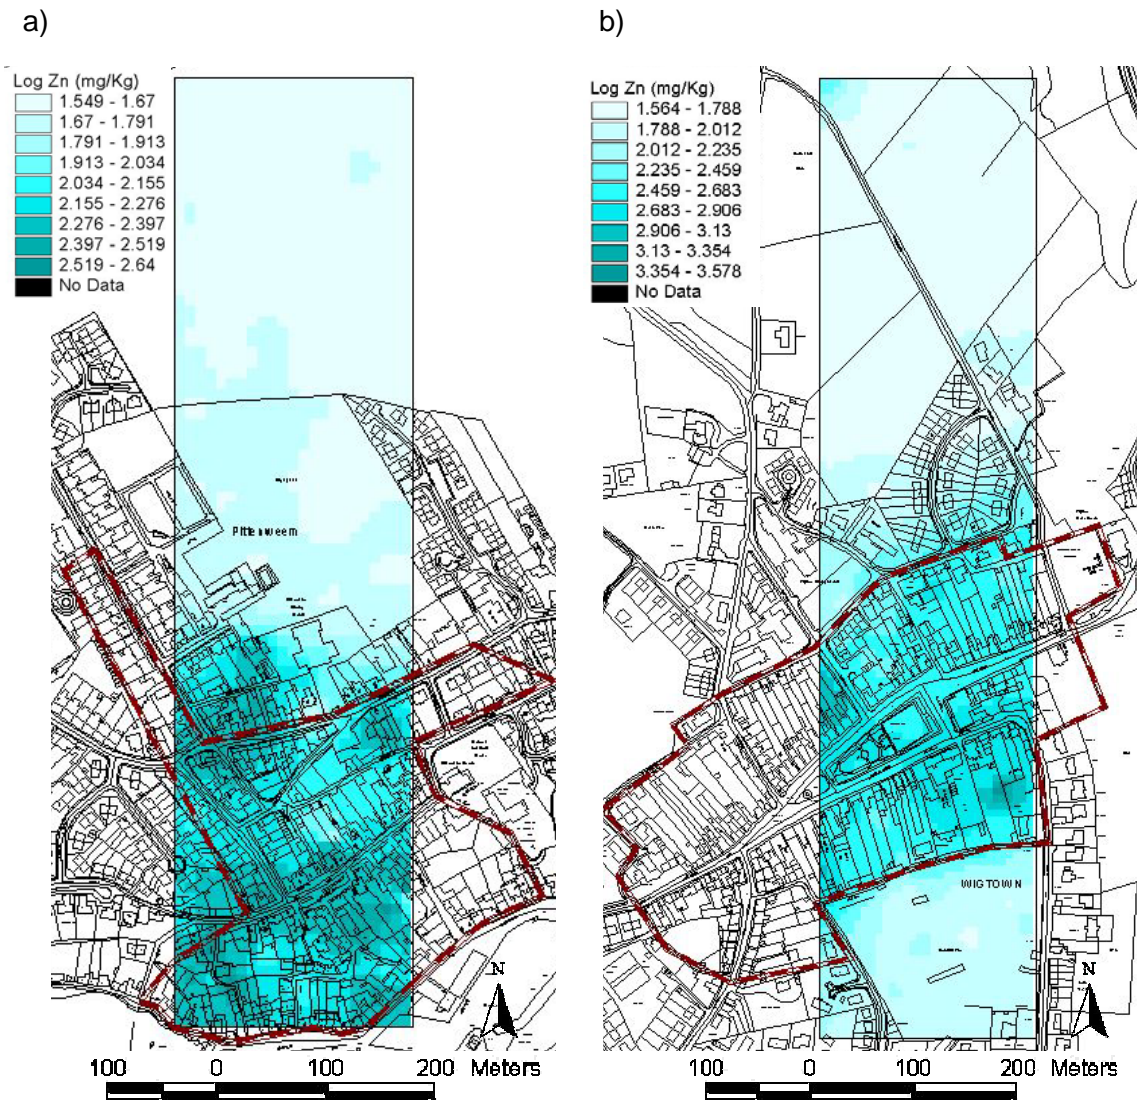 a)
b)
Log Zn (mg/Kg)
1.549 - 1.67
1.67 - 1.791
1.791 - 1.913
1.913 - 2.034
2.034 - 2.155
2.155 - 2.276
2.276 - 2.397
2.397 - 2.519
2.519 - 2.64
No Data
Log Zn (mg/Kg)
1.564 - 1.788
1.788 - 2.012
2.012 - 2.235
2.235 - 2.459
2.459 - 2.683
2.683 - 2.906
2.906 - 3.13
3.13 - 3.354
3.354 - 3.578
No Data
Pittenweem
WIGTOWN
N
N
100 0 100 200 Meters
100 0 100 200 Meters